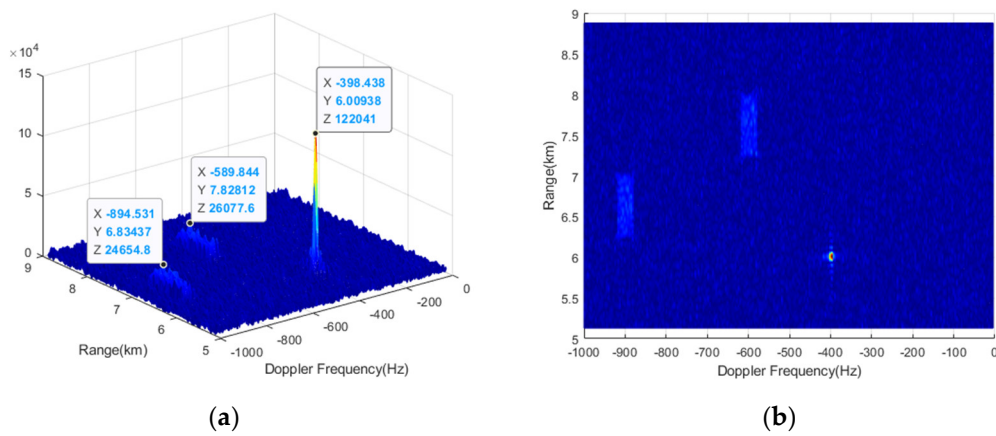 ×10⁴
15
10
5
0
X -398.438
Y 6.00938
Z 122041
X -589.844
Y 7.82812
Z 26077.6
X -894.531
Y 6.83437
Z 24654.8
9
8
7
6
5
Range(km)
-1000
-800
-600
-400
-200
0
Doppler Frequency(Hz)
(a)
9
8.5
8
7.5
7
6.5
6
5.5
5
Range(km)
-1000 -900 -800 -700 -600 -500 -400 -300 -200 -100 0
Doppler Frequency(Hz)
(b)